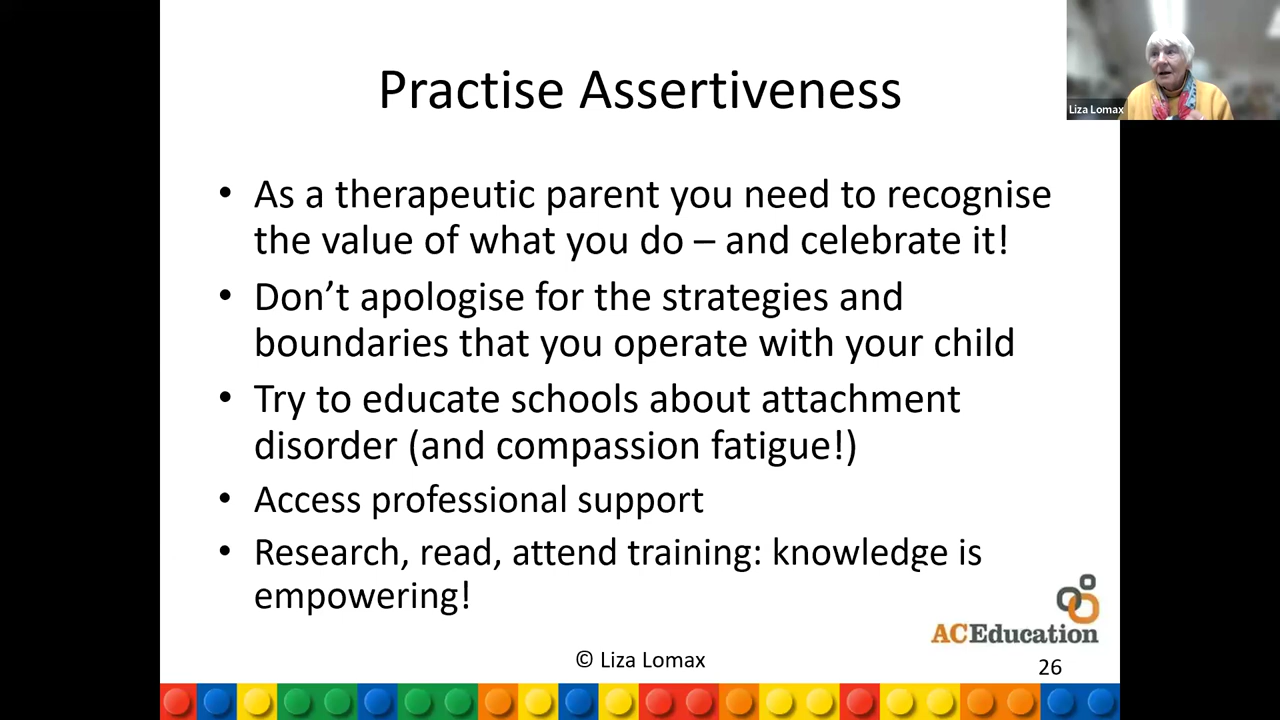 Practise Assertiveness
Liza Lomax
• As a therapeutic parent you need to recognise
the value of what you do – and celebrate it!
• Don’t apologise for the strategies and
boundaries that you operate with your child
• Try to educate schools about attachment
disorder (and compassion fatigue!)
• Access professional support
• Research, read, attend training: knowledge is
empowering!
ACEducation
© Liza Lomax
26